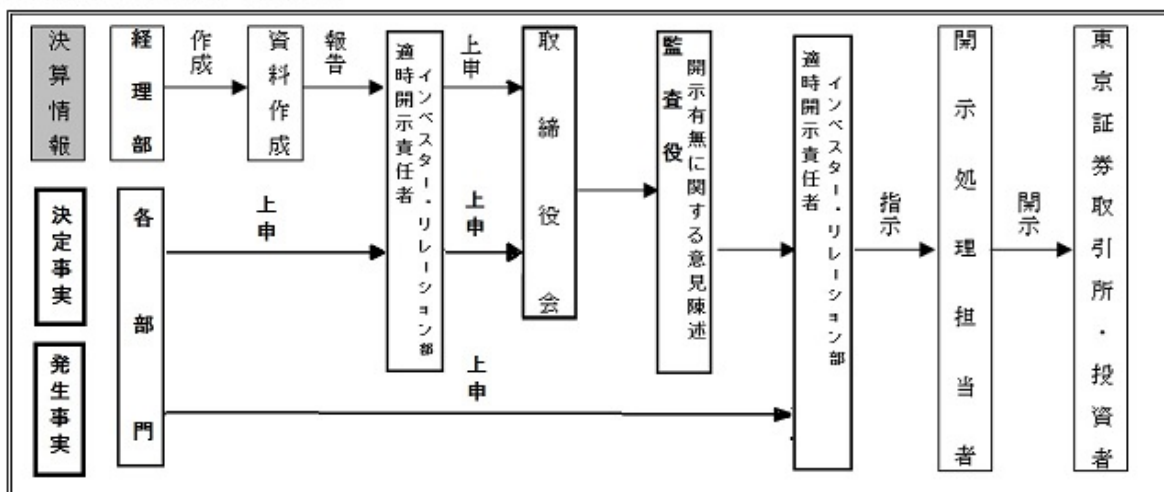 決算情報
経理部
作成
資料作成
報告
適時開示責任者
インベスター・リレーション部
上申
取締役会
監査役
開示有無に関する意見陳述
適時開示責任者
インベスター・リレーション部
指示
開示処理担当者
開示
東京証券取引所・投資者
決定事実
各部門
上申
上申
発生事実
上申